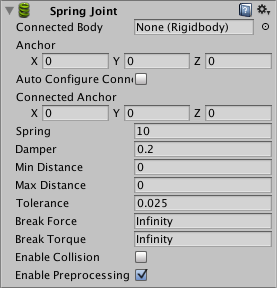 Spring Joint
Connected Body None (Rigidbody)
Anchor
X 0 Y 0 Z 0
Auto Configure Conne
Connected Anchor
X 0 Y 0 Z 0
Spring 10
Damper 0.2
Min Distance 0
Max Distance 0
Tolerance 0.025
Break Force Infinity
Break Torque Infinity
Enable Collision
Enable Preprocessing